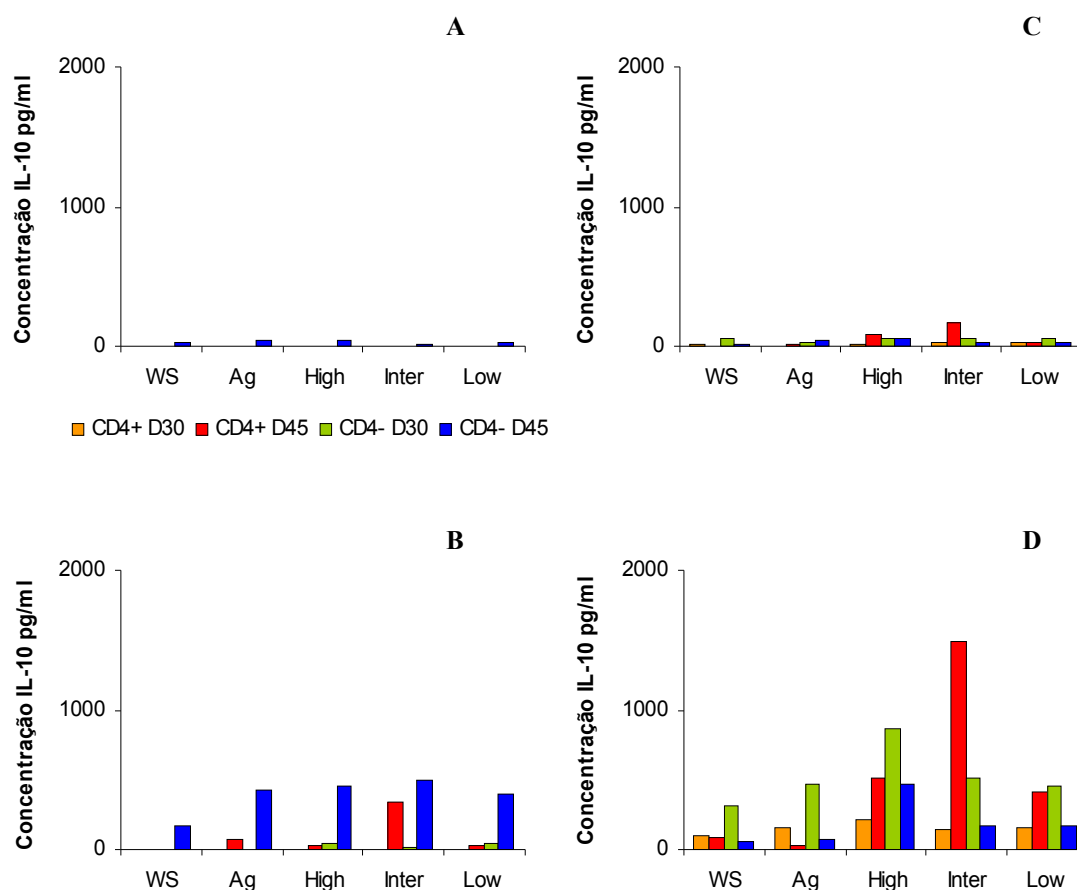 A
Concentração IL-10 pg/ml
2000
1000
0
WS Ag High Inter Low
CD4+ D30 CD4+ D45 CD4- D30 CD4- D45
C
Concentração IL-10 pg/ml
2000
1000
0
WS Ag High Inter Low
B
Concentração IL-10 pg/ml
2000
1000
0
WS Ag High Inter Low
D
Concentração IL-10 pg/ml
2000
1000
0
WS Ag High Inter Low